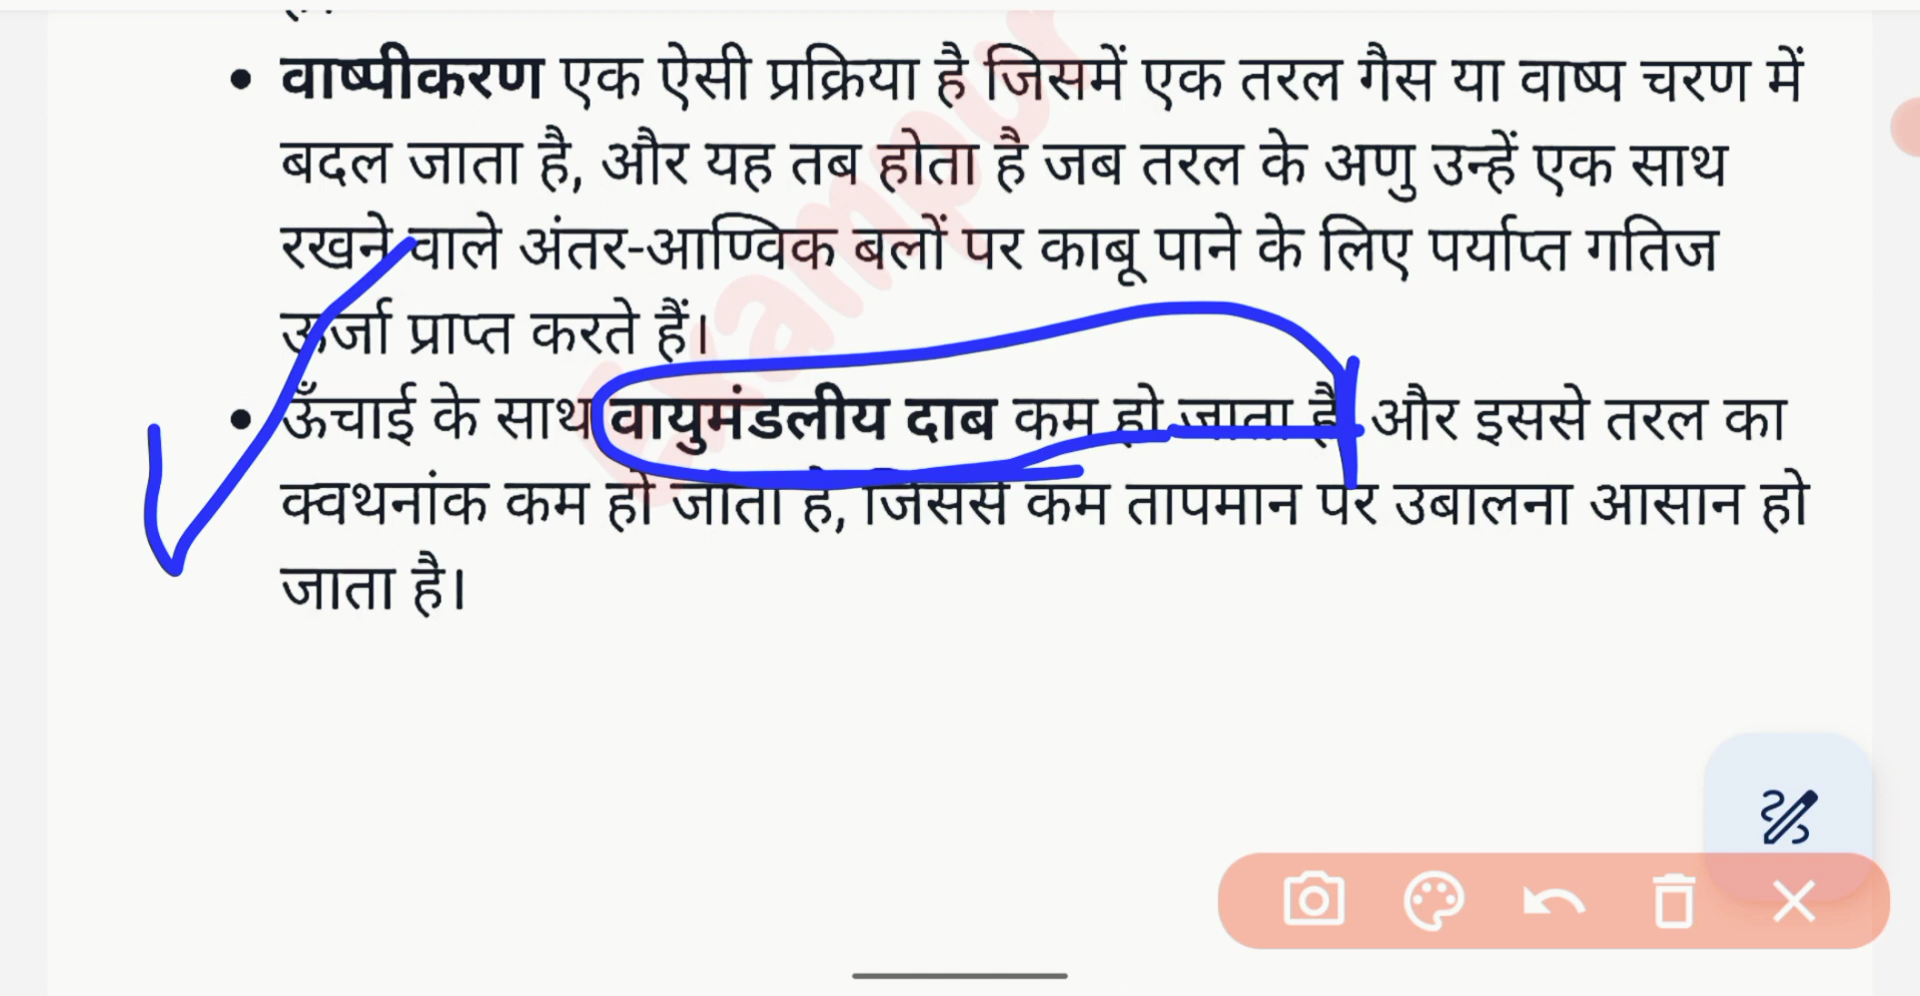 वाष्पीकरण एक ऐसी प्रक्रिया है जिसमें एक तरल गैस या वाष्प चरण में
बदल जाता है, और यह तब होता है जब तरल के अणु उन्हें एक साथ
रखने वाले अंतर-आण्विक बलों पर काबू पाने के लिए पर्याप्त गतिज
ऊर्जा प्राप्त करते हैं।
ऊँचाई के साथ वायुमंडलीय दाब कम हो जाता है और इससे तरल का
क्वथनांक कम हो जाता है, जिससे कम तापमान पर उबालना आसान हो
जाता है।
Exampur